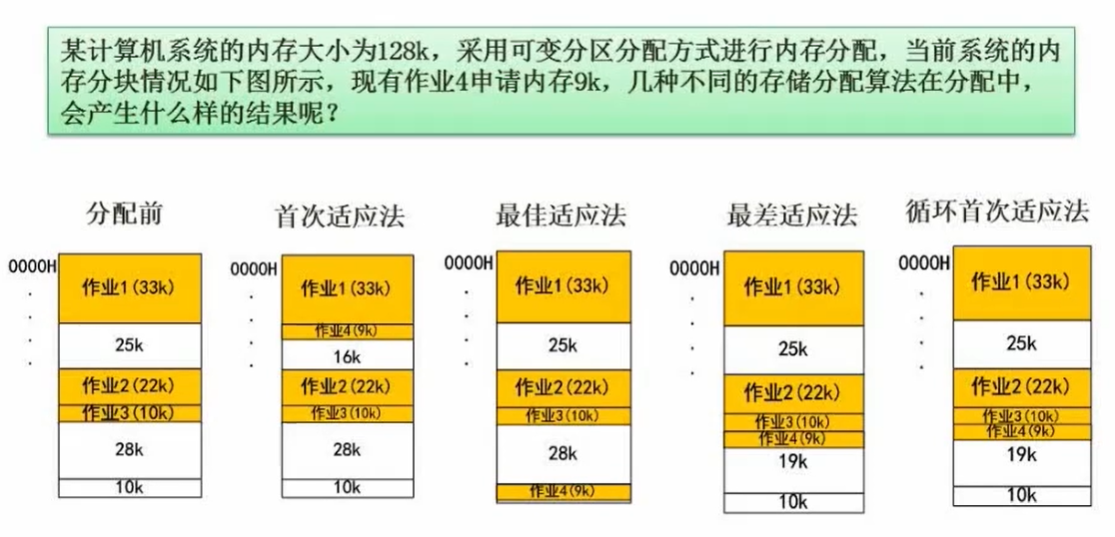 某计算机系统的内存大小为128k，采用可变分区分配方式进行内存分配，当前系统的内
存分块情况如下图所示，现有作业4申请内存9k，几种不同的存储分配算法在分配中，
会产生什么样的结果呢？
分配前
0000H
作业1(33k)
25k
作业2(22k)
作业3(10k)
28k
10k
首次适应法
0000H
作业1(33k)
作业4(9k)
16k
作业2(22k)
作业3(10k)
28k
10k
最佳适应法
0000H
作业1(33k)
25k
作业2(22k)
作业3(10k)
28k
作业4(9k)
最差适应法
0000H
作业1(33k)
25k
作业2(22k)
作业3(10k)
作业4(9k)
19k
10k
循环首次适应法
0000H
作业1(33k)
25k
作业2(22k)
作业3(10k)
作业4(9k)
19k
10k